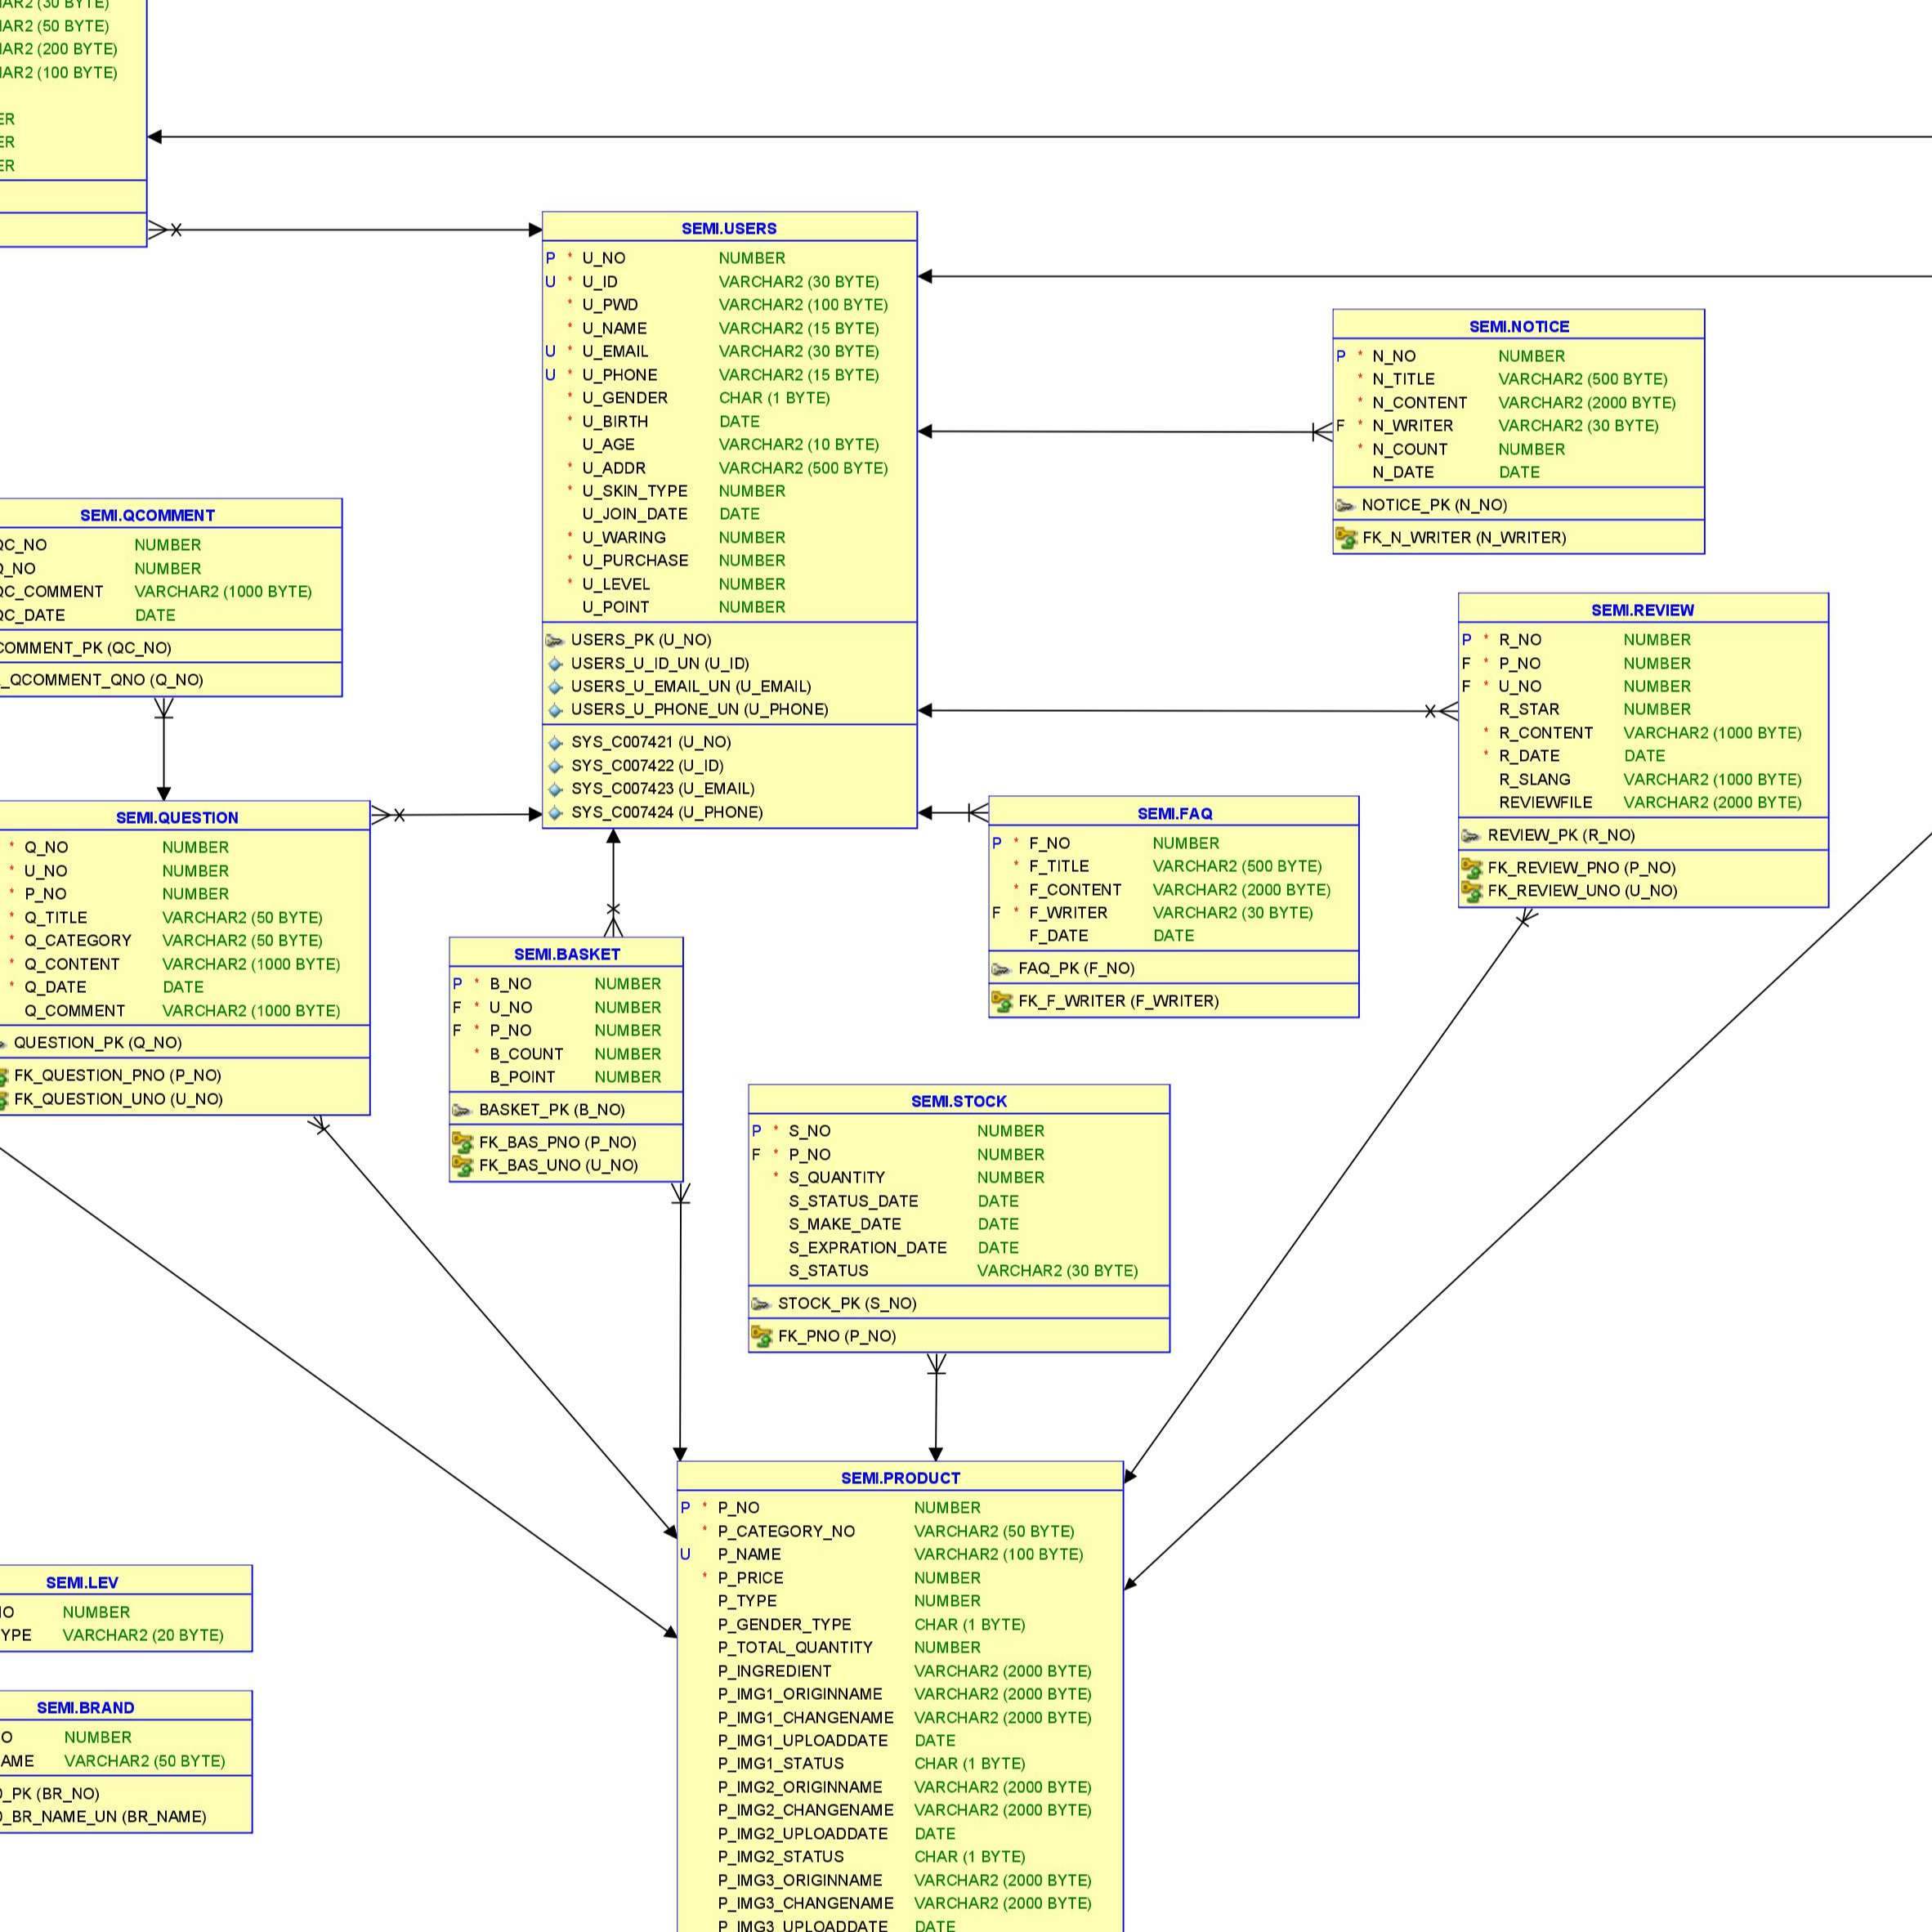 (50 BYTE)
(200 BYTE)
(100 BYTE)
SEMI.USERS
P * U_NO NUMBER
U * U_ID VARCHAR2 (30 BYTE)
* U_PWD VARCHAR2 (100 BYTE)
* U_NAME VARCHAR2 (15 BYTE)
U * U_EMAIL VARCHAR2 (30 BYTE)
U * U_PHONE VARCHAR2 (15 BYTE)
* U_GENDER CHAR (1 BYTE)
* U_BIRTH DATE
U_AGE VARCHAR2 (10 BYTE)
* U_ADDR VARCHAR2 (500 BYTE)
* U_SKIN_TYPE NUMBER
U_JOIN_DATE DATE
* U_WARING NUMBER
* U_PURCHASE NUMBER
* U_LEVEL NUMBER
U_POINT NUMBER
USERS_PK (U_NO)
USERS_U_ID_UN (U_ID)
USERS_U_EMAIL_UN (U_EMAIL)
USERS_U_PHONE_UN (U_PHONE)
SYS_C007421 (U_NO)
SYS_C007422 (U_ID)
SYS_C007423 (U_EMAIL)
SYS_C007424 (U_PHONE)
SEMI.NOTICE
P * N_NO NUMBER
* N_TITLE VARCHAR2 (500 BYTE)
* N_CONTENT VARCHAR2 (2000 BYTE)
F * N_WRITER VARCHAR2 (30 BYTE)
* N_COUNT NUMBER
N_DATE DATE
NOTICE_PK (N_NO)
FK_N_WRITER (N_WRITER)
SEMI.QCOMMENT
QC_NO NUMBER
Q_NO NUMBER
QC_COMMENT VARCHAR2 (1000 BYTE)
QC_DATE DATE
COMMENT_PK (QC_NO)
_QCOMMENT_QNO (Q_NO)
SEMI.REVIEW
P * R_NO NUMBER
F * P_NO NUMBER
F * U_NO NUMBER
R_STAR NUMBER
* R_CONTENT VARCHAR2 (1000 BYTE)
* R_DATE DATE
R_SLANG VARCHAR2 (1000 BYTE)
REVIEWFILE VARCHAR2 (2000 BYTE)
REVIEW_PK (R_NO)
FK_REVIEW_PNO (P_NO)
FK_REVIEW_UNO (U_NO)
SEMI.QUESTION
* Q_NO NUMBER
* U_NO NUMBER
* P_NO NUMBER
* Q_TITLE VARCHAR2 (50 BYTE)
* Q_CATEGORY VARCHAR2 (50 BYTE)
* Q_CONTENT VARCHAR2 (1000 BYTE)
* Q_DATE DATE
Q_COMMENT VARCHAR2 (1000 BYTE)
QUESTION_PK (Q_NO)
FK_QUESTION_PNO (P_NO)
FK_QUESTION_UNO (U_NO)
SEMI.FAQ
P * F_NO NUMBER
* F_TITLE VARCHAR2 (500 BYTE)
* F_CONTENT VARCHAR2 (2000 BYTE)
F * F_WRITER VARCHAR2 (30 BYTE)
F_DATE DATE
FAQ_PK (F_NO)
FK_F_WRITER (F_WRITER)
SEMI.BASKET
P * B_NO NUMBER
F * U_NO NUMBER
F * P_NO NUMBER
* B_COUNT NUMBER
B_POINT NUMBER
BASKET_PK (B_NO)
FK_BAS_PNO (P_NO)
FK_BAS_UNO (U_NO)
SEMI.STOCK
P * S_NO NUMBER
F * P_NO NUMBER
* S_QUANTITY NUMBER
S_STATUS_DATE DATE
S_MAKE_DATE DATE
S_EXPRATION_DATE DATE
S_STATUS VARCHAR2 (30 BYTE)
STOCK_PK (S_NO)
FK_PNO (P_NO)
SEMI.PRODUCT
P * P_NO NUMBER
* P_CATEGORY_NO VARCHAR2 (50 BYTE)
U P_NAME VARCHAR2 (100 BYTE)
* P_PRICE NUMBER
P_TYPE NUMBER
P_GENDER_TYPE CHAR (1 BYTE)
P_TOTAL_QUANTITY NUMBER
P_INGREDIENT VARCHAR2 (2000 BYTE)
P_IMG1_ORIGINNAME VARCHAR2 (2000 BYTE)
P_IMG1_CHANGENAME VARCHAR2 (2000 BYTE)
P_IMG1_UPLOADDATE DATE
P_IMG1_STATUS CHAR (1 BYTE)
P_IMG2_ORIGINNAME VARCHAR2 (2000 BYTE)
P_IMG2_CHANGENAME VARCHAR2 (2000 BYTE)
P_IMG2_UPLOADDATE DATE
P_IMG2_STATUS CHAR (1 BYTE)
P_IMG3_ORIGINNAME VARCHAR2 (2000 BYTE)
P_IMG3_CHANGENAME VARCHAR2 (2000 BYTE)
P_IMG3_UPLOADDATE DATE
SEMI.LEV
NUMBER
YPE VARCHAR2 (20 BYTE)
SEMI.BRAND
O NUMBER
AME VARCHAR2 (50 BYTE)
_PK (BR_NO)
_BR_NAME_UN (BR_NAME)